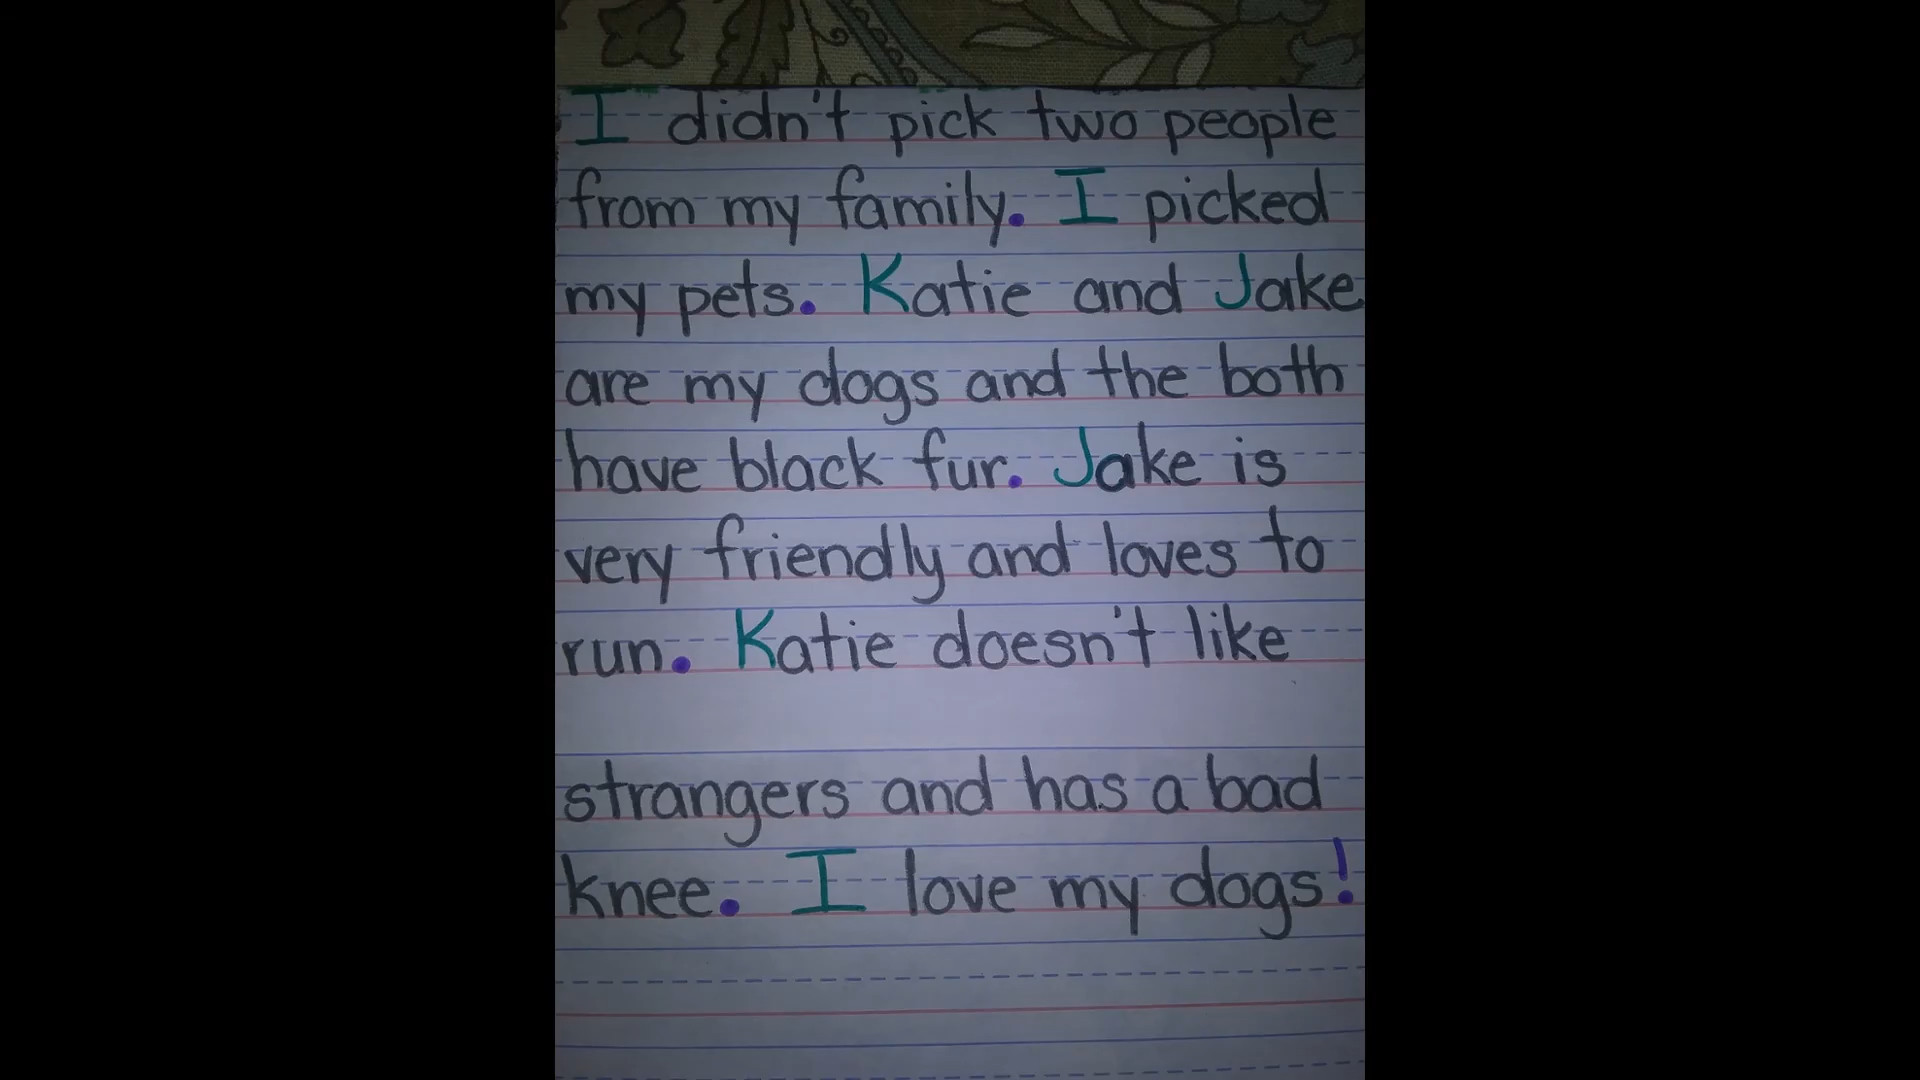 I didn't pick two people
from my family. I picked
my pets. Katie and Jake
are my dogs and the both
have black fur. Jake is
very friendly and loves to
run. Katie doesn't like
strangers and has a bad
knee. I love my dogs!